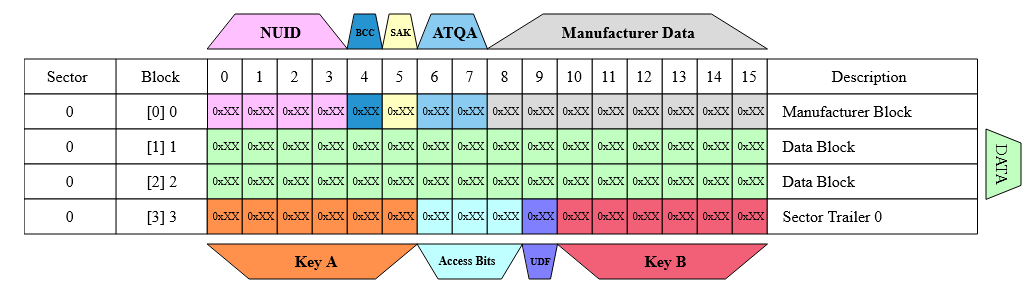 NUID BCC SAK ATQA Manufacturer Data
Sector Block 0 1 2 3 4 5 6 7 8 9 10 11 12 13 14 15 Description
0 [0] 0 0xXX 0xXX 0xXX 0xXX 0xXX 0xXX 0xXX 0xXX 0xXX 0xXX 0xXX 0xXX 0xXX 0xXX 0xXX 0xXX Manufacturer Block
0 [1] 1 0xXX 0xXX 0xXX 0xXX 0xXX 0xXX 0xXX 0xXX 0xXX 0xXX 0xXX 0xXX 0xXX 0xXX 0xXX 0xXX Data Block
0 [2] 2 0xXX 0xXX 0xXX 0xXX 0xXX 0xXX 0xXX 0xXX 0xXX 0xXX 0xXX 0xXX 0xXX 0xXX 0xXX 0xXX Data Block
DATA
0 [3] 3 0xXX 0xXX 0xXX 0xXX 0xXX 0xXX 0xXX 0xXX 0xXX 0xXX 0xXX 0xXX 0xXX 0xXX 0xXX 0xXX Sector Trailer 0
Key A Access Bits UDF Key B